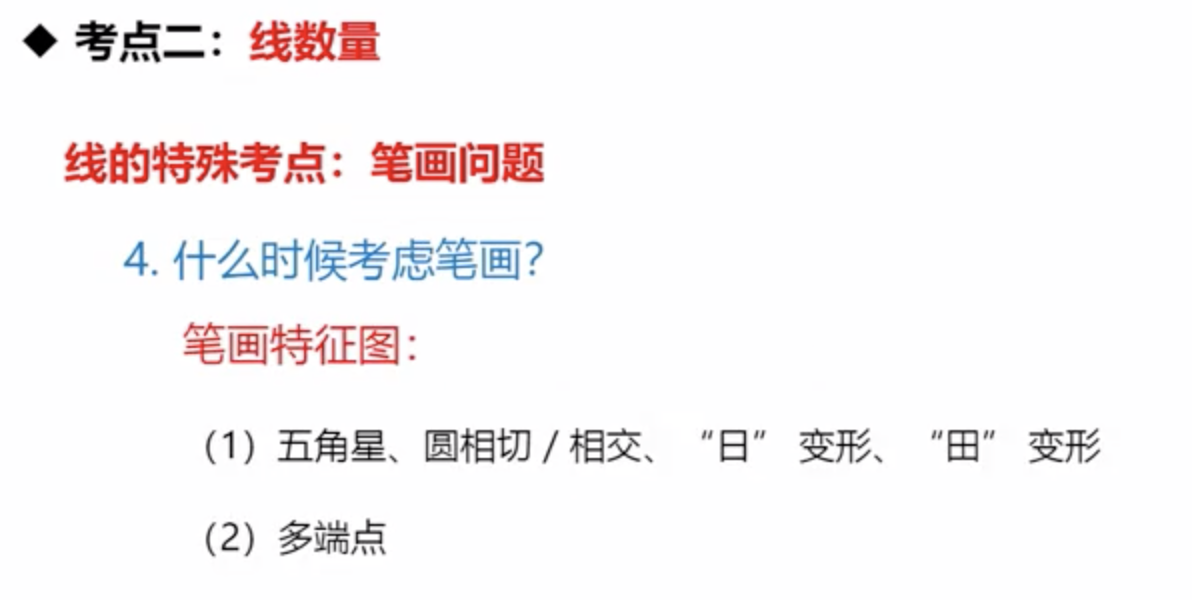 ◆ 考点二：线数量
线的特殊考点：笔画问题
4. 什么时候考虑笔画？
笔画特征图：
（1）五角星、圆相切 / 相交、“日” 变形、“田” 变形
（2）多端点